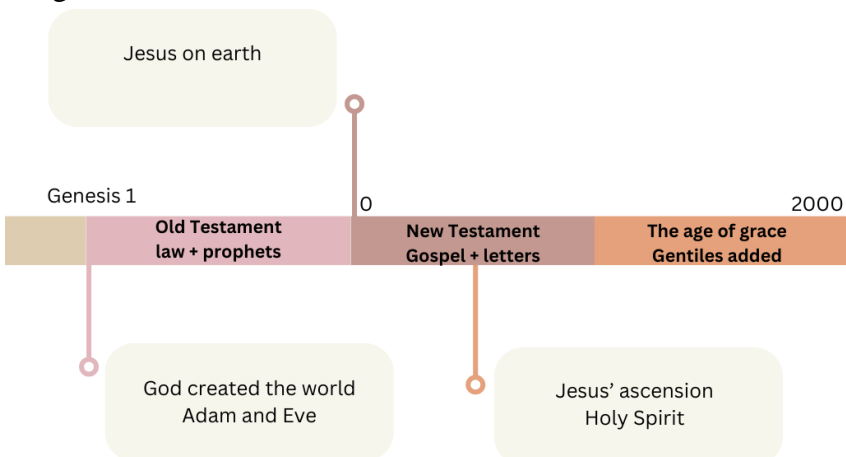 Jesus on earth
Genesis 1
0
2000
Old Testament
law + prophets
New Testament
Gospel + letters
The age of grace
Gentiles added
God created the world
Adam and Eve
Jesus’ ascension
Holy Spirit